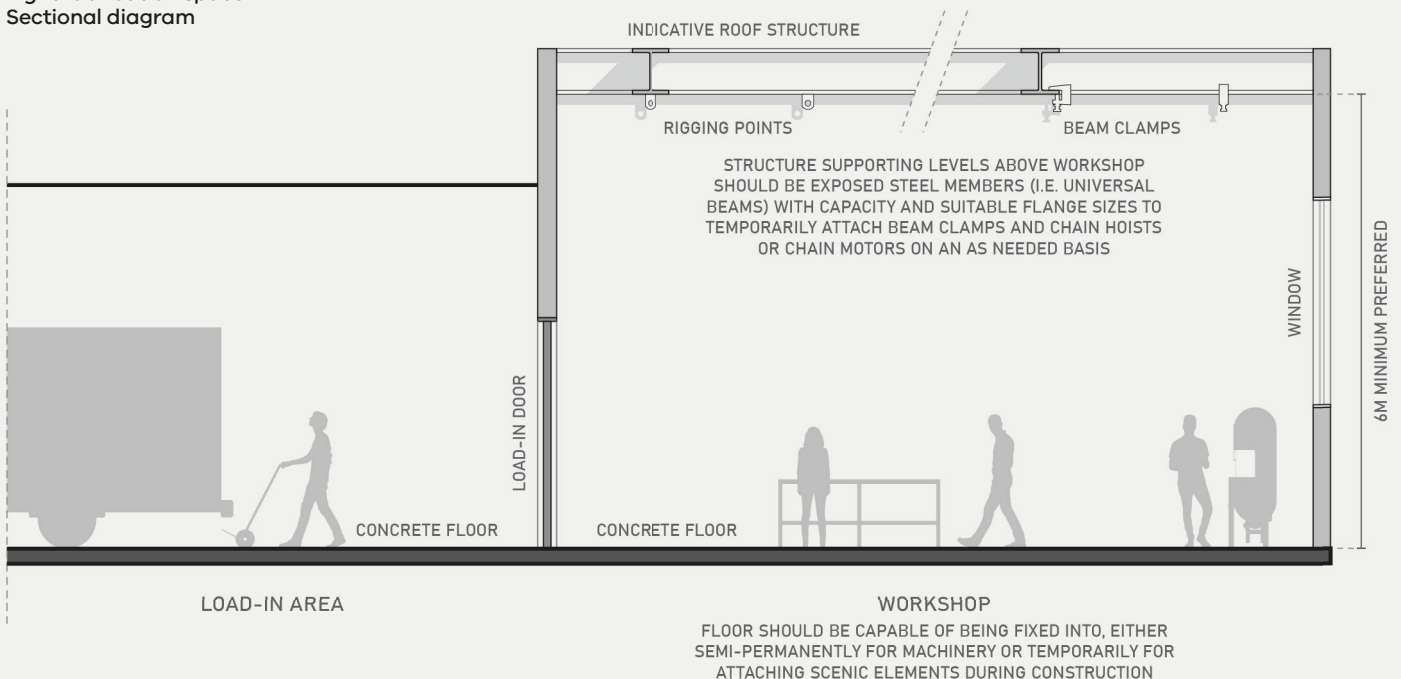 Sectional diagram
INDICATIVE ROOF STRUCTURE
RIGGING POINTS
BEAM CLAMPS
STRUCTURE SUPPORTING LEVELS ABOVE WORKSHOP
SHOULD BE EXPOSED STEEL MEMBERS (I.E. UNIVERSAL
BEAMS) WITH CAPACITY AND SUITABLE FLANGE SIZES TO
TEMPORARILY ATTACH BEAM CLAMPS AND CHAIN HOISTS
OR CHAIN MOTORS ON AN AS NEEDED BASIS
LOAD-IN DOOR
WINDOW
6M MINIMUM PREFERRED
CONCRETE FLOOR
CONCRETE FLOOR
LOAD-IN AREA
WORKSHOP
FLOOR SHOULD BE CAPABLE OF BEING FIXED INTO, EITHER
SEMI-PERMANENTLY FOR MACHINERY OR TEMPORARILY FOR
ATTACHING SCENIC ELEMENTS DURING CONSTRUCTION